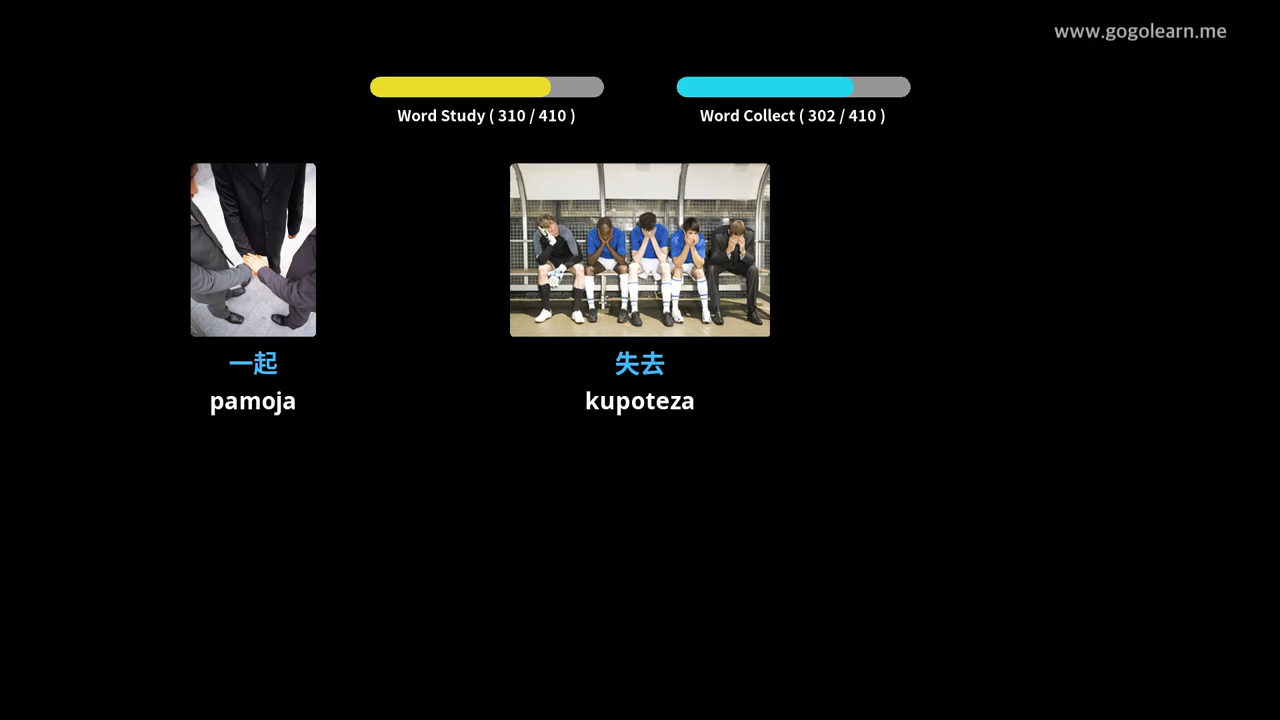 www.gogolearn.me
Word Study ( 310 / 410 )
Word Collect ( 302 / 410 )
一起
pamoja
失去
kupoteza